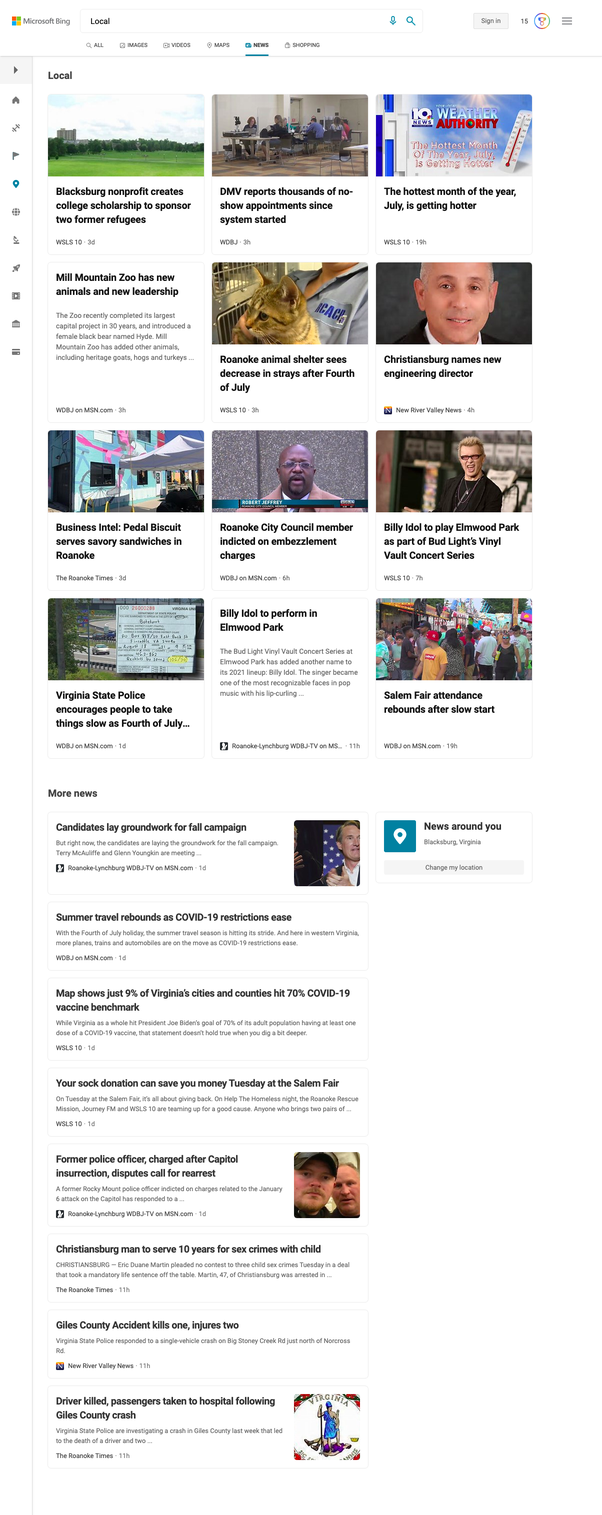 Microsoft Bing
Local
Sign in
15
ALL
IMAGES
VIDEOS
MAPS
NEWS
SHOPPING
Local
Blacksburg nonprofit creates
college scholarship to sponsor
two former refugees
WSLS 10 · 3d
DMV reports thousands of no-
show appointments since
system started
WDBJ · 3h
10
NEWS
WEATHER
AUTHORITY
The Hottest Month
Of The Year, July,
is Getting Hotter
The hottest month of the year,
July, is getting hotter
WSLS 10 · 19h
Mill Mountain Zoo has new
animals and new leadership
The Zoo recently completed its largest
capital project in 30 years, and introduced a
female black bear named Hyde. Mill
Mountain Zoo has added other animals,
including heritage goats, hogs and turkeys ...
WDBJ on MSN.com · 3h
Roanoke animal shelter sees
decrease in strays after Fourth
of July
WSLS 10 · 3h
Christiansburg names new
engineering director
New River Valley News · 4h
Business Intel: Pedal Biscuit
serves savory sandwiches in
Roanoke
The Roanoke Times · 3d
ROBERT JEFFREY
Roanoke City Council member
indicted on embezzlement
charges
WDBJ on MSN.com · 6h
Billy Idol to play Elmwood Park
as part of Bud Light's Vinyl
Vault Concert Series
WSLS 10 · 7h
Virginia State Police
encourages people to take
things slow as Fourth of July...
WDBJ on MSN.com · 1d
Billy Idol to perform in
Elmwood Park
The Bud Light Vinyl Vault Concert Series at
Elmwood Park has added another name to
its 2021 lineup: Billy Idol. The singer became
one of the most recognizable faces in pop
music with his lip-curling ...
Roanoke-Lynchburg WDBJ-TV on MS... · 11h
Salem Fair attendance
rebounds after slow start
WDBJ on MSN.com · 19h
More news
Candidates lay groundwork for fall campaign
But right now, the candidates are laying the groundwork for the fall campaign.
Terry McAuliffe and Glenn Youngkin are meeting ...
Roanoke-Lynchburg WDBJ-TV on MSN.com · 1d
News around you
Blacksburg, Virginia
Change my location
Summer travel rebounds as COVID-19 restrictions ease
With the Fourth of July holiday, the summer travel season is hitting its stride. And here in western Virginia,
more planes, trains and automobiles are on the move as COVID-19 restrictions ease.
WDBJ on MSN.com · 1d
Map shows just 9% of Virginia's cities and counties hit 70% COVID-19
vaccine benchmark
While Virginia as a whole hit President Joe Biden's goal of 70% of its adult population having at least one
dose of a COVID-19 vaccine, that statement doesn't hold true when you dig a bit deeper.
WSLS 10 · 1d
Your sock donation can save you money Tuesday at the Salem Fair
On Tuesday at the Salem Fair, it's all about giving back. On Help The Homeless night, the Roanoke Rescue
Mission, Journey FM and WSLS 10 are teaming up for a good cause. Anyone who brings two pairs of ...
WSLS 10 · 1d
Former police officer, charged after Capitol
insurrection, disputes call for rearrest
A former Rocky Mount police officer indicted on charges related to the January
6 attack on the Capitol has responded to a ...
Roanoke-Lynchburg WDBJ-TV on MSN.com · 1d
Christiansburg man to serve 10 years for sex crimes with child
CHRISTIANSBURG — Eric Duane Martin pleaded no contest to three child sex crimes Tuesday in a deal
that took a mandatory life sentence off the table. Martin, 47, of Christiansburg was arrested in ...
The Roanoke Times · 11h
Giles County Accident kills one, injures two
Virginia State Police responded to a single-vehicle crash on Big Stoney Creek Rd just north of Norcross
Rd.
New River Valley News · 11h
Driver killed, passengers taken to hospital following
Giles County crash
Virginia State Police are investigating a crash in Giles County last week that led
to the death of a driver and two ...
The Roanoke Times · 11h
VIRGINIA